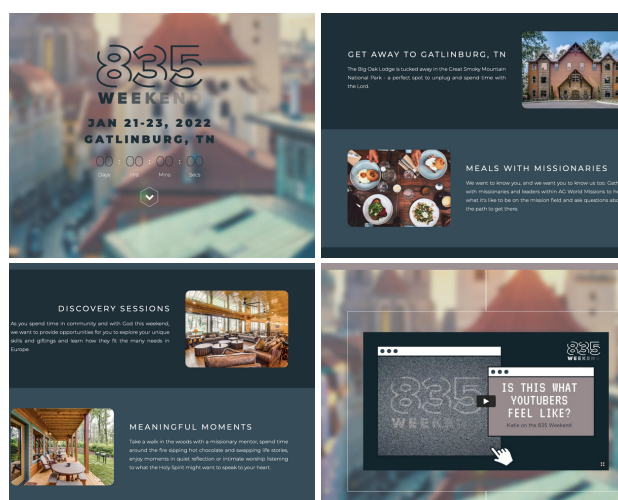 835
WEEKEND
JAN 21-23, 2022
GATLINBURG, TN
00 : 00 : 00 : 00
Days Hrs Mins Secs
GET AWAY TO GATLINBURG, TN
The Big Oak Lodge is tucked away in the Great Smoky Mountain
National Park - a perfect spot to unplug and spend time with
the Lord.
MEALS WITH MISSIONARIES
We want to know you, and we want you to know us too. Gath
with missionaries and leaders within AC World Missions to he
what it's like to be on the mission field and ask questions abo
the path to get there.
DISCOVERY SESSIONS
As you spend time in community and with God this weekend,
we want to provide opportunities for you to explore your unique
skills and giftings and learn how they fit the many needs in
Europe.
MEANINGFUL MOMENTS
Take a walk in the woods with a missionary mentor, spend time
around the fire sipping hot chocolate and swapping life stories,
enjoy moments in quiet reflection or intimate worship listening
to what the Holy Spirit might want to speak to your heart.
835
WEEKEND
835
WEEKEND
IS THIS WHAT
YOUTUBERS
FEEL LIKE?
Katie on the 835 Weekend